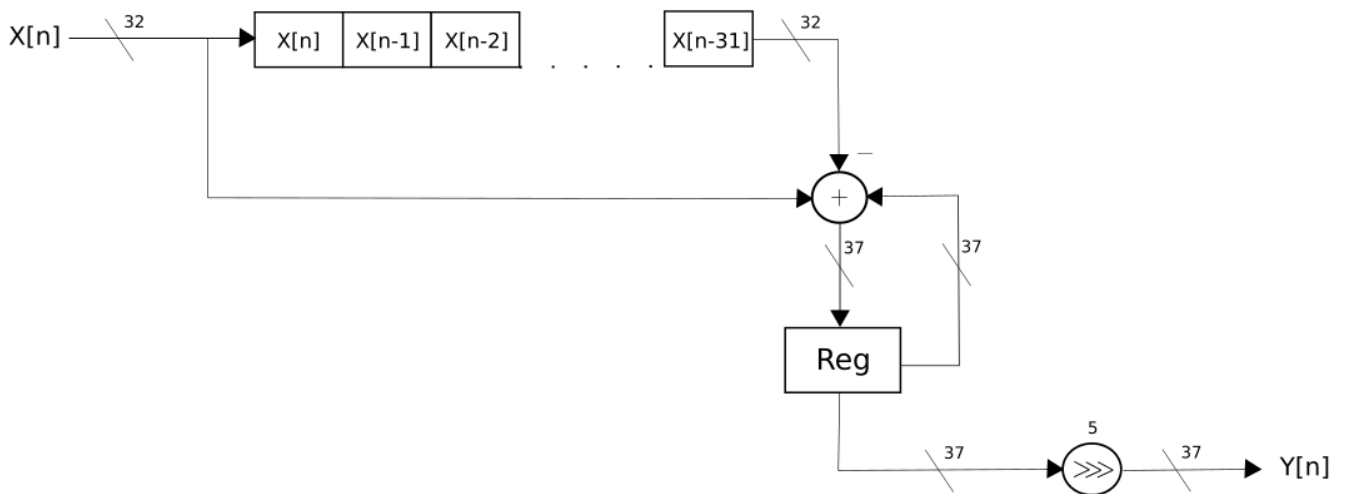 32
32
X[n]
X[n]
X[n-1]
X[n-2]
. . . . .
X[n-31]
—
+
37
37
Reg
5
37
37
>>>
Y[n]